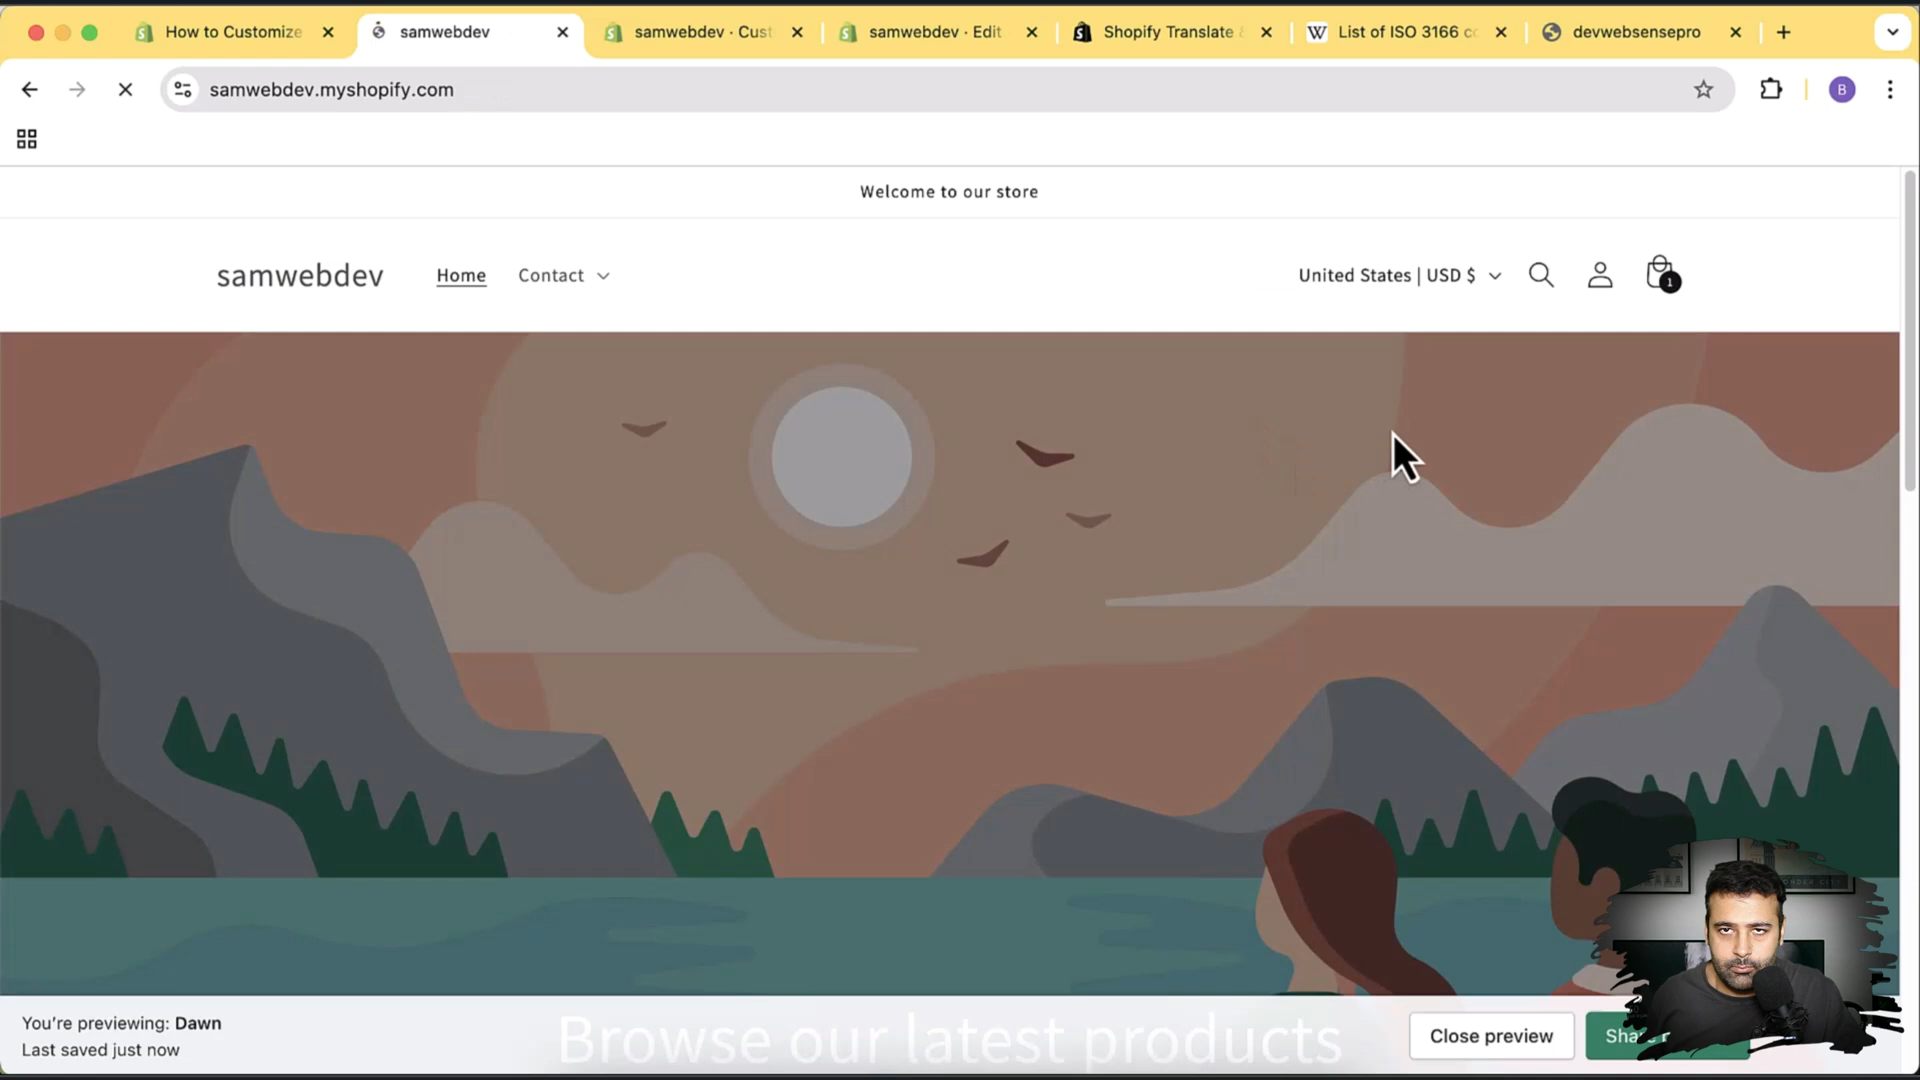 How to Customize
samwebdev
samwebdev · Cust
samwebdev · Edit
Shopify Translate &
List of ISO 3166 cc
devwebsensepro
samwebdev.myshopify.com
B
Welcome to our store
samwebdev
Home
Contact
United States | USD $
1
You're previewing: Dawn
Last saved just now
Browse our latest products
Close preview